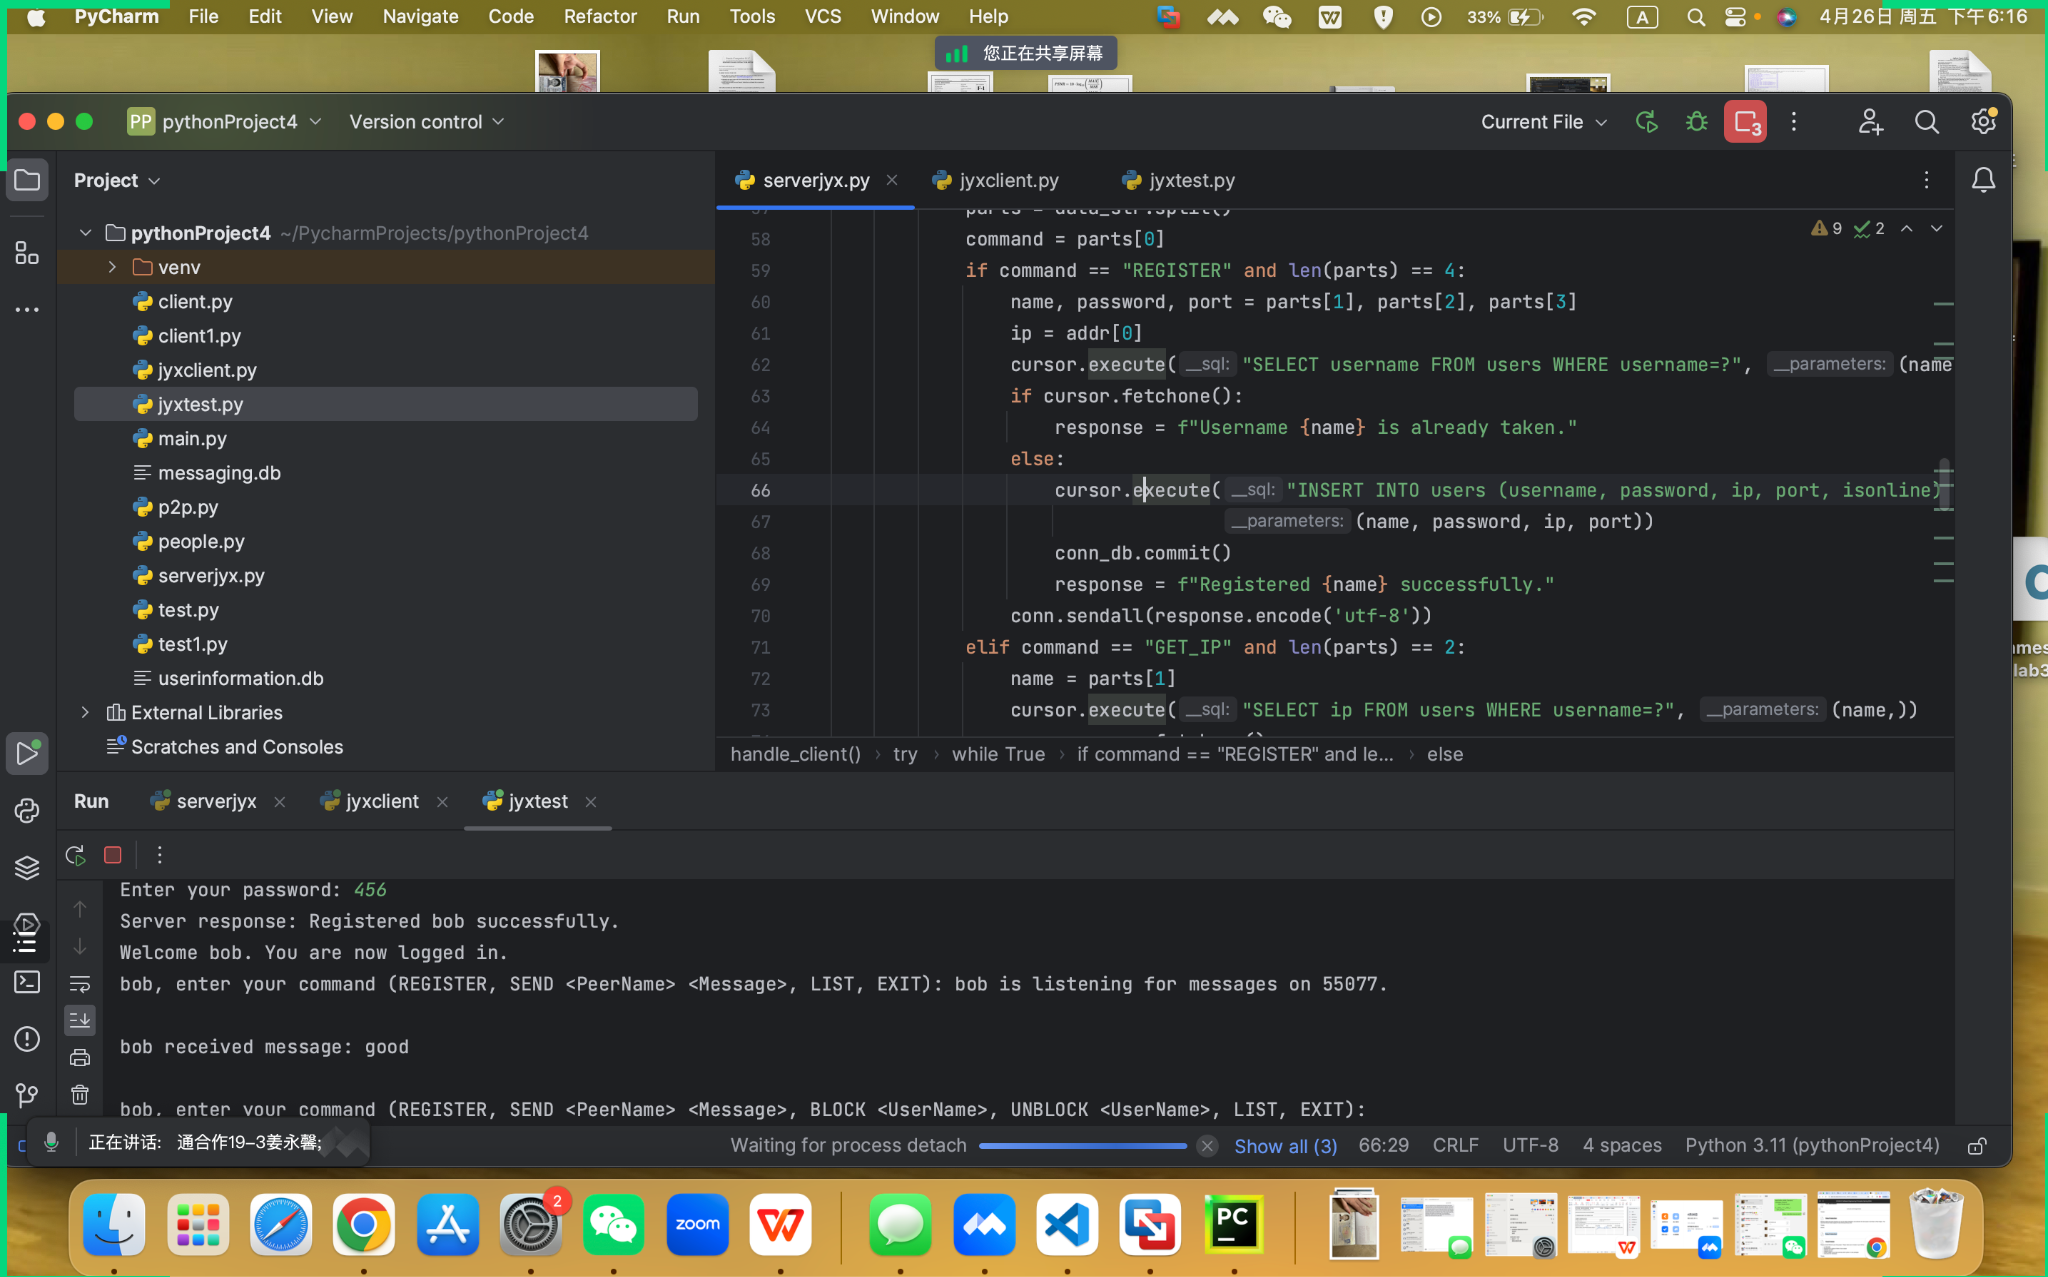 PyCharm File Edit View Navigate Code Refactor Run Tools VCS Window Help 33% A 4月26日 周五 下午6:16
您正在共享屏幕
PP pythonProject4 Version control Current File 3
Project serverjyx.py jyxclient.py jyxtest.py
pythonProject4 ~/PycharmProjects/pythonProject4
venv
client.py
client1.py
jyxclient.py
jyxtest.py
main.py
messaging.db
p2p.py
people.py
serverjyx.py
test.py
test1.py
userinformation.db
External Libraries
Scratches and Consoles
9 2
57 parts = data_str.split()
58 command = parts[0]
59 if command == "REGISTER" and len(parts) == 4:
60 name, password, port = parts[1], parts[2], parts[3]
61 ip = addr[0]
62 cursor.execute( __sql: "SELECT username FROM users WHERE username=?", __parameters: (name
63 if cursor.fetchone():
64 response = f"Username {name} is already taken."
65 else:
66 cursor.execute( __sql: "INSERT INTO users (username, password, ip, port, isonline)
67 __parameters: (name, password, ip, port))
68 conn_db.commit()
69 response = f"Registered {name} successfully."
70 conn.sendall(response.encode('utf-8'))
71 elif command == "GET_IP" and len(parts) == 2:
72 name = parts[1]
73 cursor.execute( __sql: "SELECT ip FROM users WHERE username=?", __parameters: (name,))
handle_client() › try › while True › if command == "REGISTER" and le... › else
Run serverjyx jyxclient jyxtest
Enter your password: 456
Server response: Registered bob successfully.
Welcome bob. You are now logged in.
bob, enter your command (REGISTER, SEND <PeerName> <Message>, LIST, EXIT): bob is listening for messages on 55077.
bob received message: good
bob, enter your command (REGISTER, SEND <PeerName> <Message>, BLOCK <UserName>, UNBLOCK <UserName>, LIST, EXIT):
正在讲话: 通合作19-3姜永馨;
Waiting for process detach Show all (3) 66:29 CRLF UTF-8 4 spaces Python 3.11 (pythonProject4)
lab3
2
zoom
PC